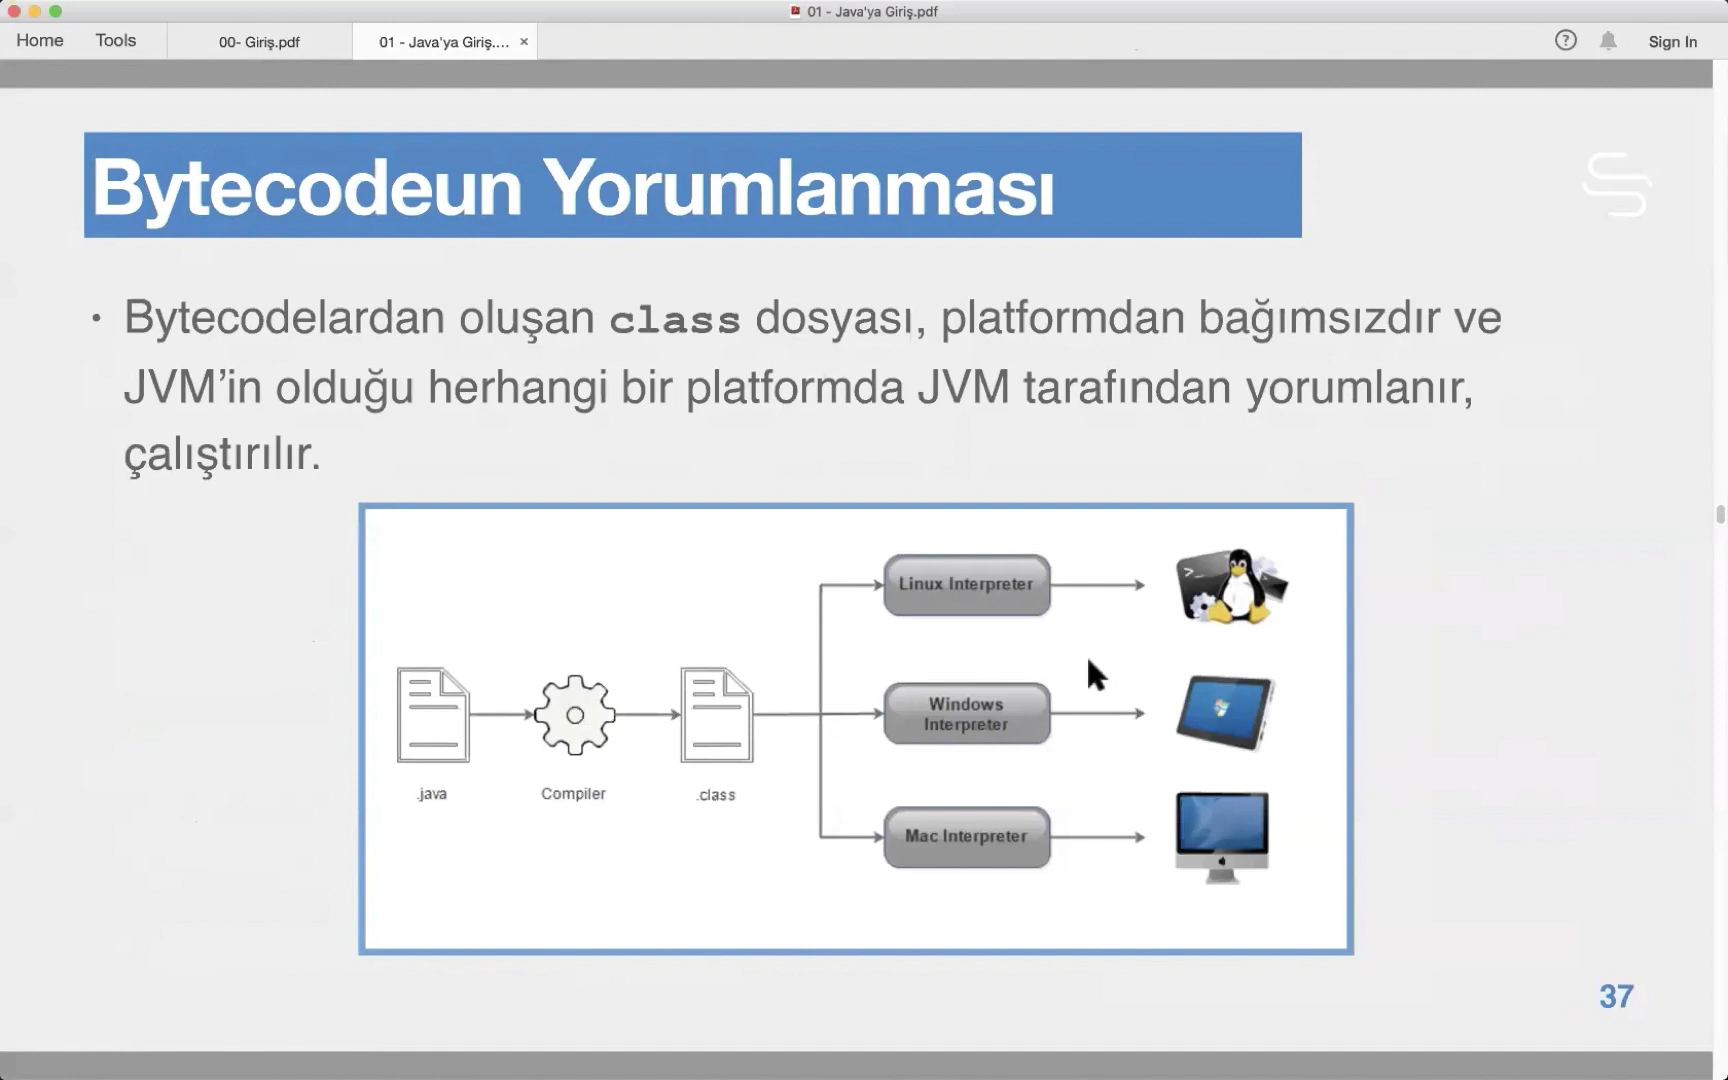 01 - Java'ya Giriş.pdf
Home Tools 00- Giriş.pdf 01 - Java'ya Giriş.... × ? Sign In
Bytecodeun Yorumlanması
• Bytecodelardan oluşan class dosyası, platformdan bağımsızdır ve
JVM’in olduğu herhangi bir platformda JVM tarafından yorumlanır,
çalıştırılır.
Linux Interpreter
Windows
Interpreter
Mac Interpreter
.java Compiler .class
37